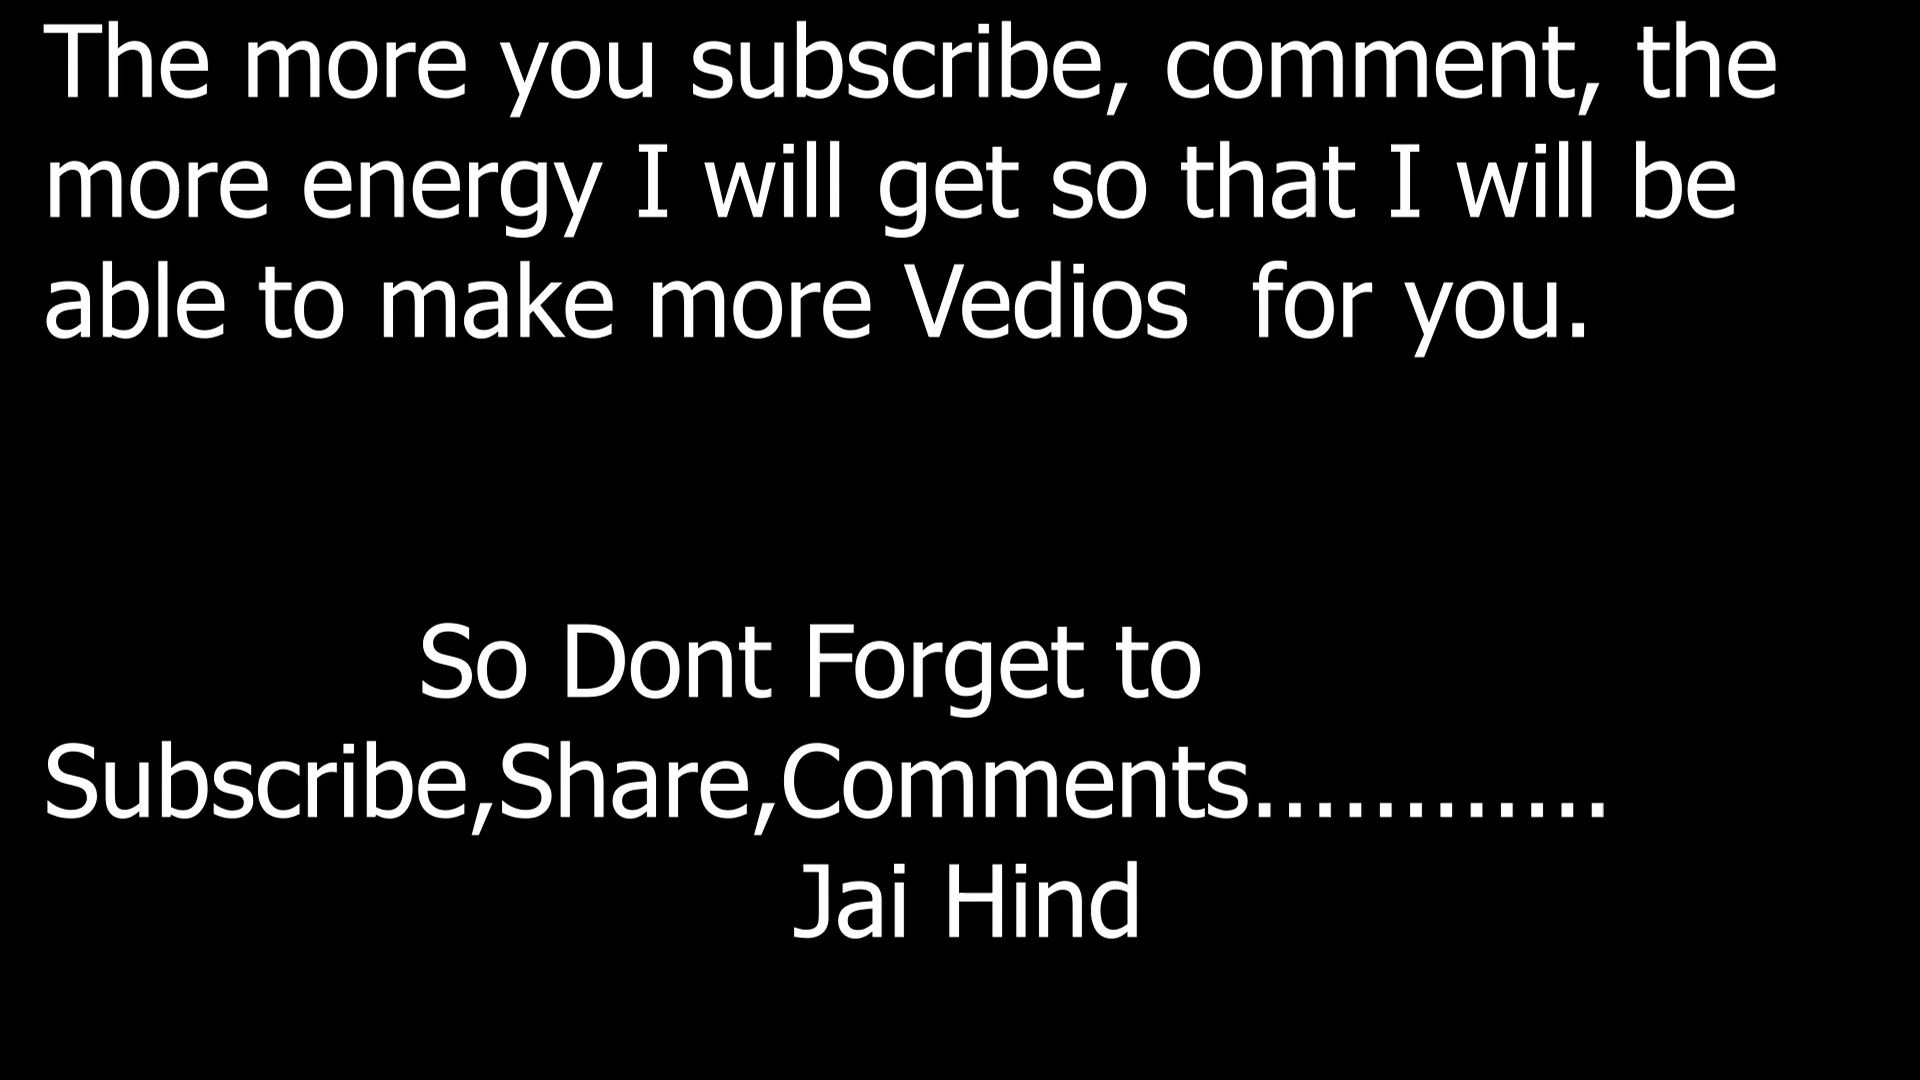 The more you subscribe, comment, the
more energy I will get so that I will be
able to make more Vedios  for you.
So Dont Forget to
Subscribe,Share,Comments............
Jai Hind